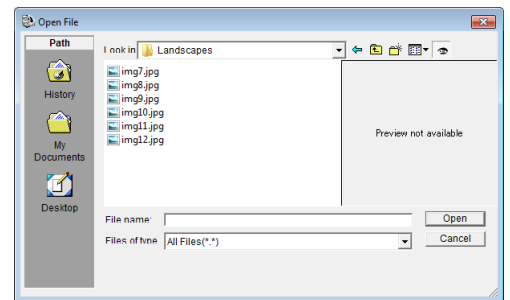 Open File
Path
Look in
Landscapes
History
My
Documents
Desktop
img7.jpg
img8.jpg
img9.jpg
img10.jpg
img11.jpg
img12.jpg
Preview not available
File name:
Open
Files of type
All Files(*.*)
Cancel